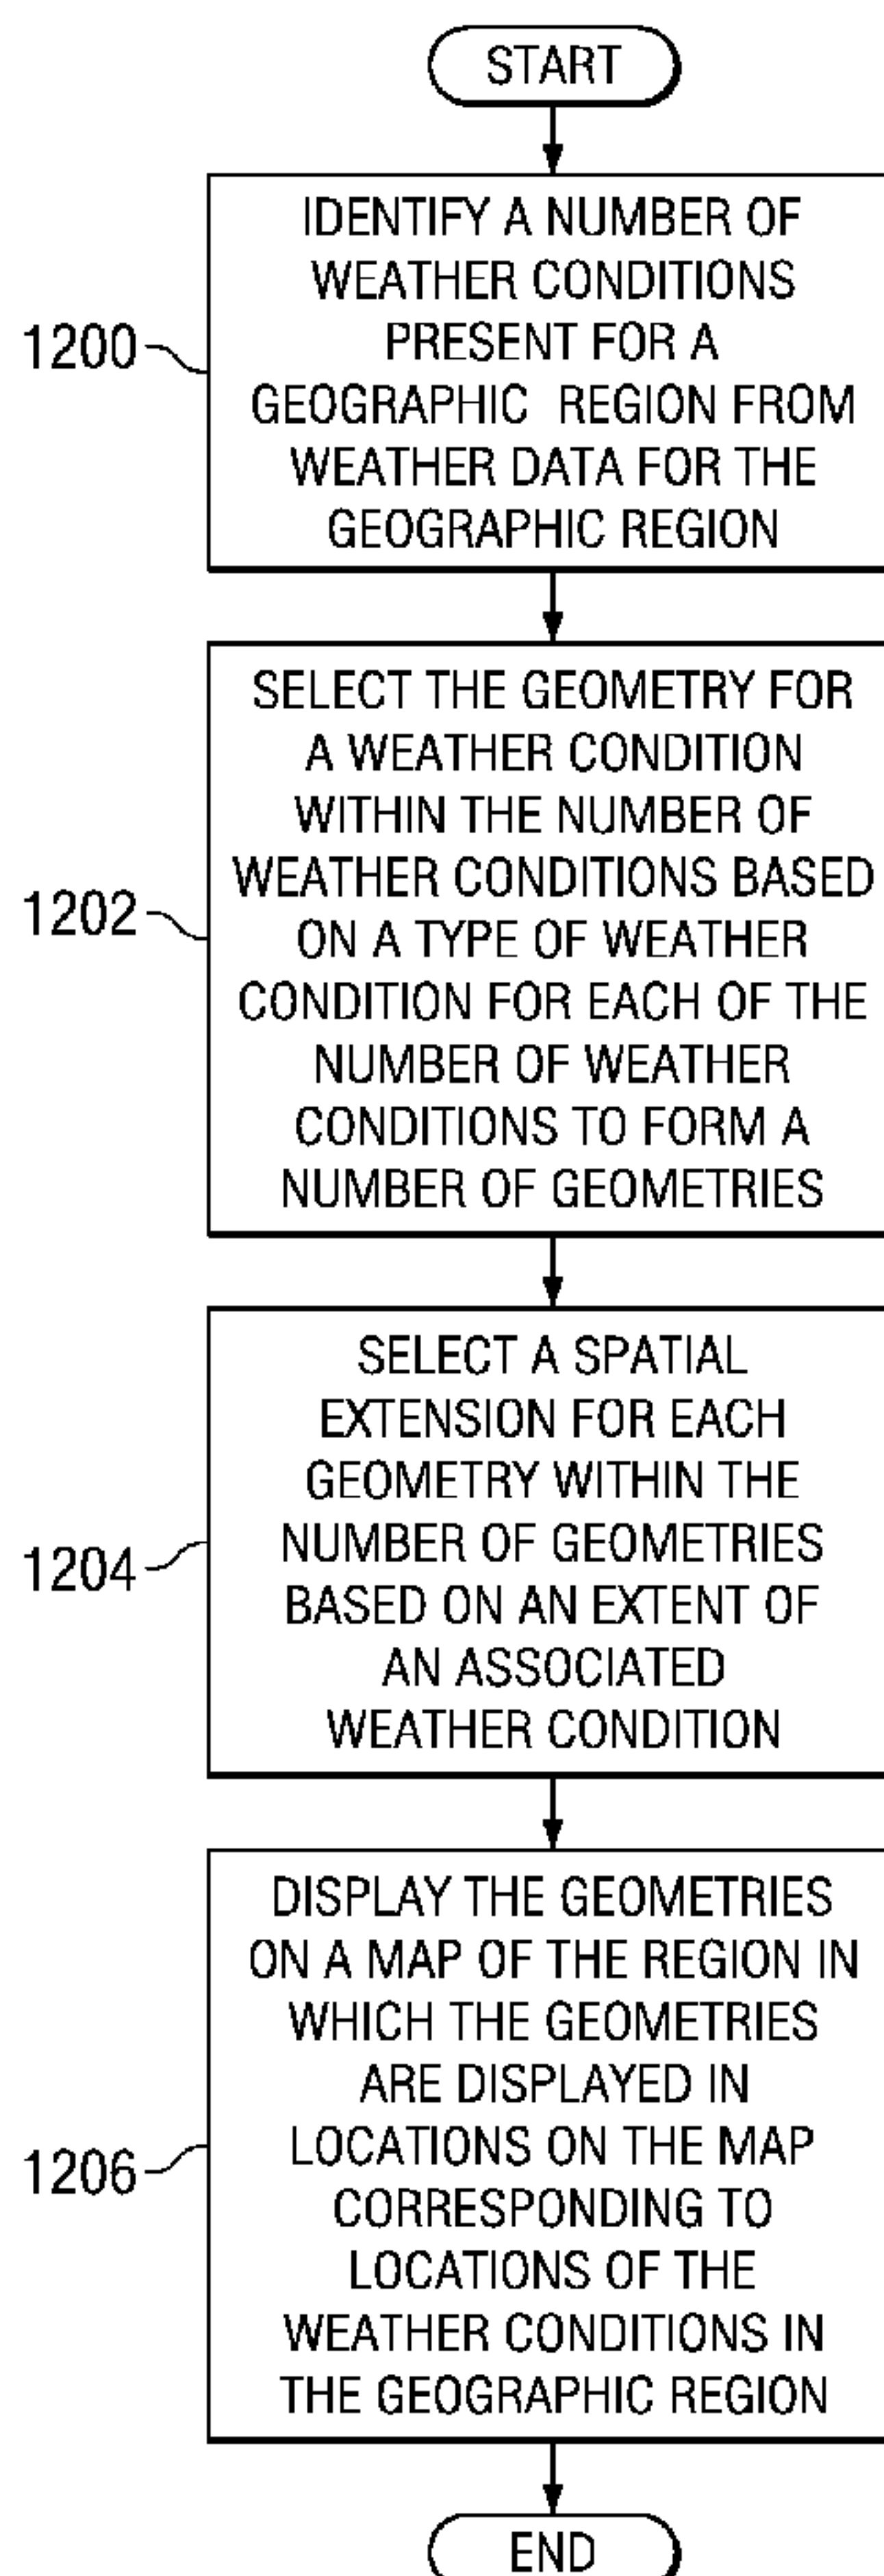 START
IDENTIFY A NUMBER OF
WEATHER CONDITIONS
PRESENT FOR A
GEOGRAPHIC REGION FROM
WEATHER DATA FOR THE
GEOGRAPHIC REGION
1200
SELECT THE GEOMETRY FOR
A WEATHER CONDITION
WITHIN THE NUMBER OF
WEATHER CONDITIONS BASED
ON A TYPE OF WEATHER
CONDITION FOR EACH OF THE
NUMBER OF WEATHER
CONDITIONS TO FORM A
NUMBER OF GEOMETRIES
1202
SELECT A SPATIAL
EXTENSION FOR EACH
GEOMETRY WITHIN THE
NUMBER OF GEOMETRIES
BASED ON AN EXTENT OF
AN ASSOCIATED
WEATHER CONDITION
1204
DISPLAY THE GEOMETRIES
ON A MAP OF THE REGION IN
WHICH THE GEOMETRIES
ARE DISPLAYED IN
LOCATIONS ON THE MAP
CORRESPONDING TO
LOCATIONS OF THE
WEATHER CONDITIONS IN
THE GEOGRAPHIC REGION
1206
END